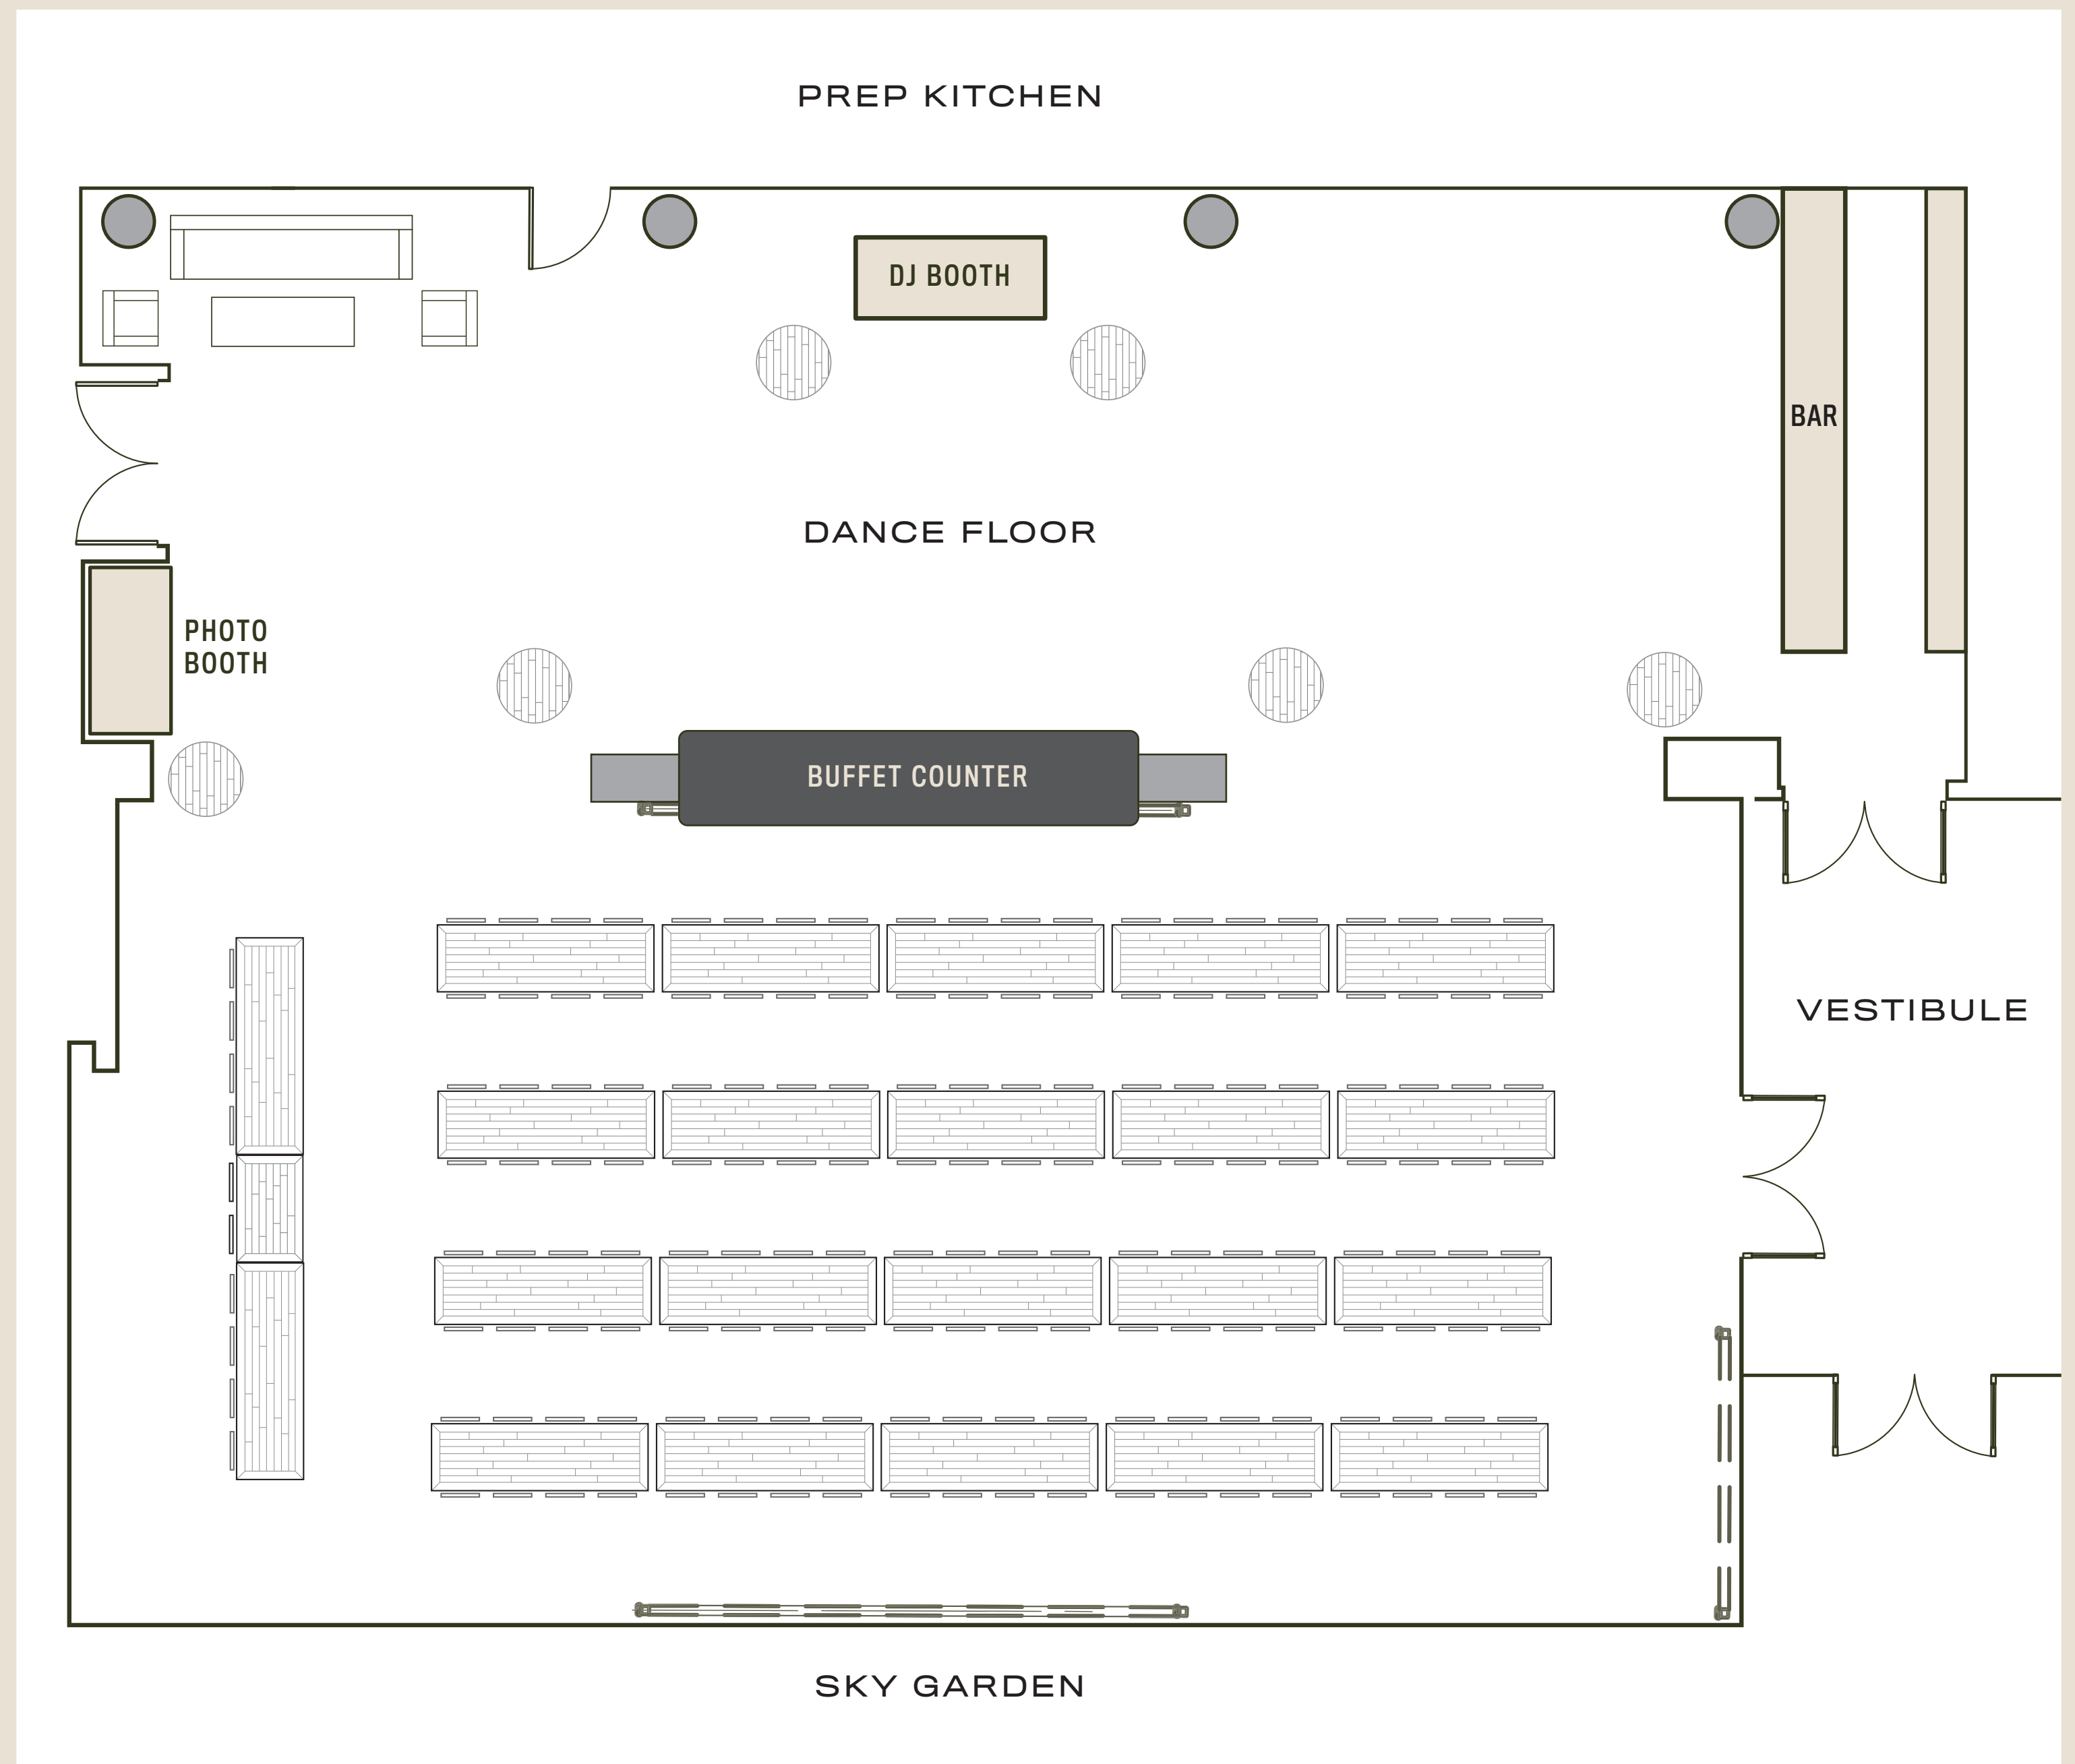 PREP KITCHEN
DJ BOOTH
BAR
DANCE FLOOR
PHOTO
BOOTH
BUFFET COUNTER
VESTIBULE
SKY GARDEN